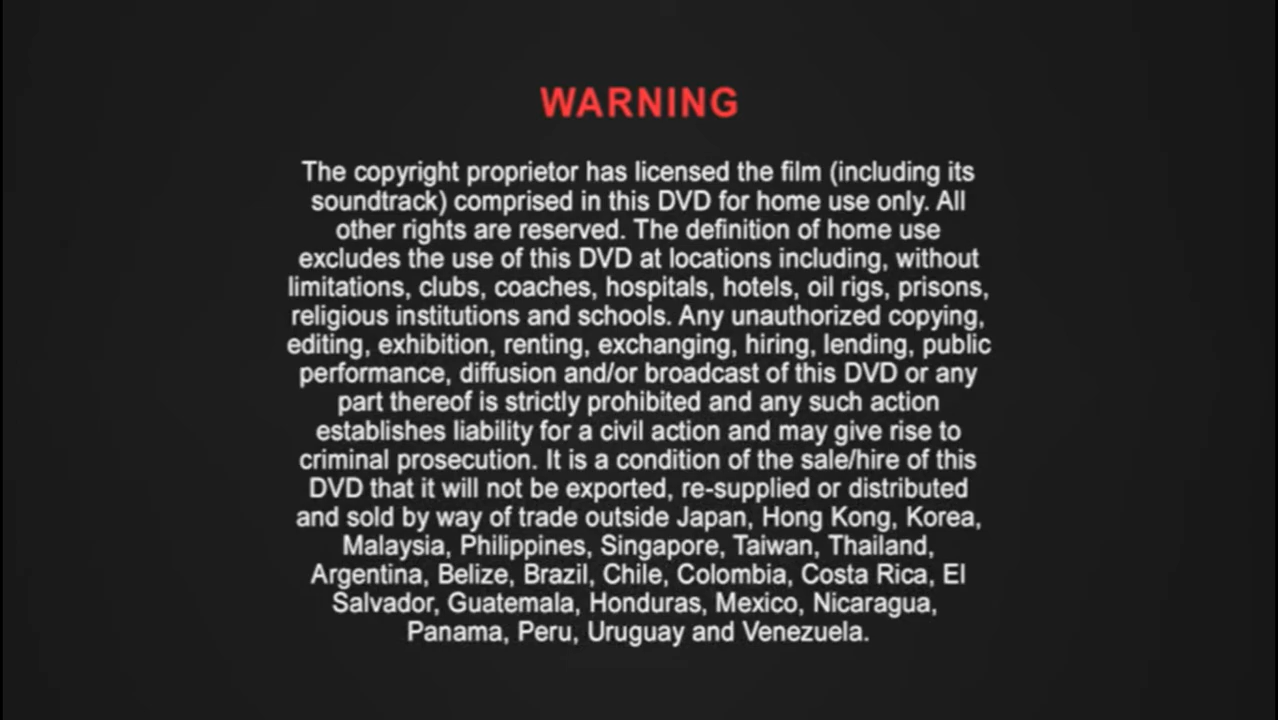 WARNING
The copyright proprietor has licensed the film (including its
soundtrack) comprised in this DVD for home use only. All
other rights are reserved. The definition of home use
excludes the use of this DVD at locations including, without
limitations, clubs, coaches, hospitals, hotels, oil rigs, prisons,
religious institutions and schools. Any unauthorized copying,
editing, exhibition, renting, exchanging, hiring, lending, public
performance, diffusion and/or broadcast of this DVD or any
part thereof is strictly prohibited and any such action
establishes liability for a civil action and may give rise to
criminal prosecution. It is a condition of the sale/hire of this
DVD that it will not be exported, re-supplied or distributed
and sold by way of trade outside Japan, Hong Kong, Korea,
Malaysia, Philippines, Singapore, Taiwan, Thailand,
Argentina, Belize, Brazil, Chile, Colombia, Costa Rica, El
Salvador, Guatemala, Honduras, Mexico, Nicaragua,
Panama, Peru, Uruguay and Venezuela.